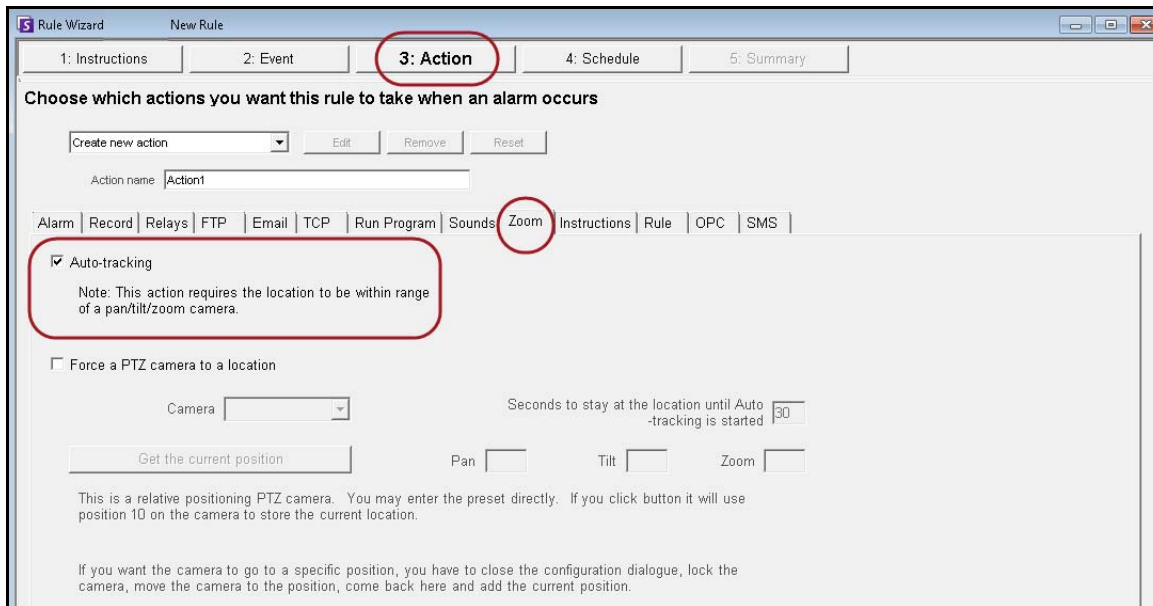 S Rule Wizard New Rule
1: Instructions 2: Event 3: Action 4: Schedule 5: Summary
Choose which actions you want this rule to take when an alarm occurs
Create new action Edit Remove Reset
Action name Action1
Alarm Record Relays FTP Email TCP Run Program Sounds Zoom Instructions Rule OPC SMS
Auto-tracking
Note: This action requires the location to be within range
of a pan/tilt/zoom camera.
Force a PTZ camera to a location
Camera Seconds to stay at the location until Auto
-tracking is started 30
Get the current position Pan Tilt Zoom
This is a relative positioning PTZ camera. You may enter the preset directly. If you click button it will use
position 10 on the camera to store the current location.
If you want the camera to go to a specific position, you have to close the configuration dialogue, lock the
camera, move the camera to the position, come back here and add the current position.